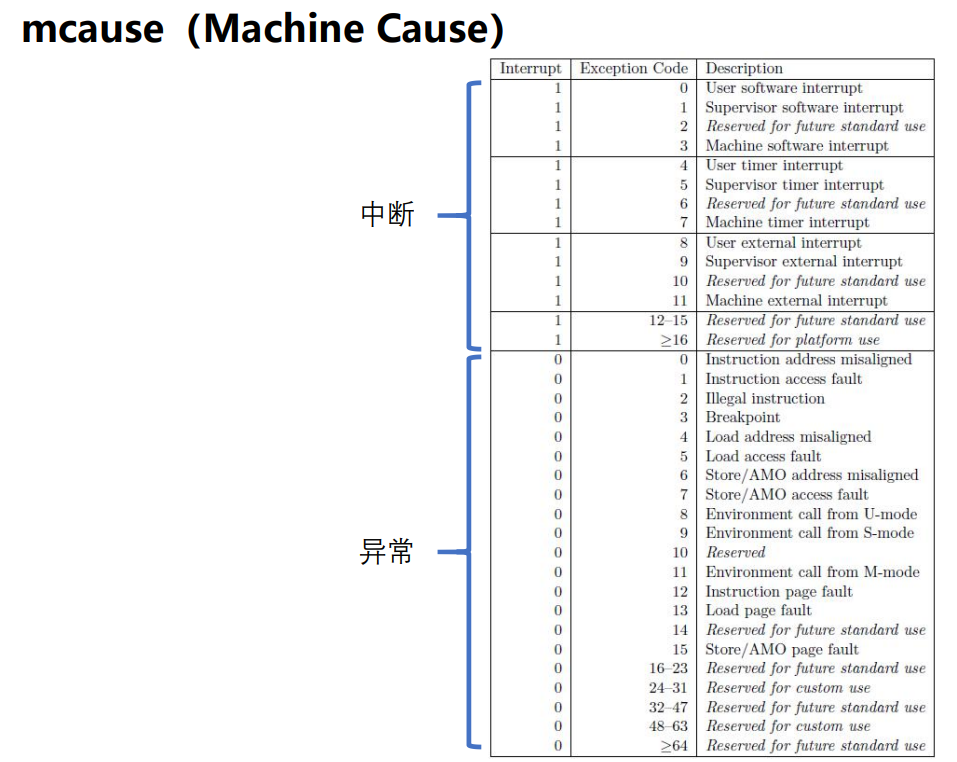 mcause（Machine Cause）
Interrupt Exception Code Description
1 0 User software interrupt
1 1 Supervisor software interrupt
1 2 Reserved for future standard use
1 3 Machine software interrupt
1 4 User timer interrupt
1 5 Supervisor timer interrupt
1 6 Reserved for future standard use
1 7 Machine timer interrupt
1 8 User external interrupt
1 9 Supervisor external interrupt
1 10 Reserved for future standard use
1 11 Machine external interrupt
1 12–15 Reserved for future standard use
1 ≥16 Reserved for platform use
中断
0 0 Instruction address misaligned
0 1 Instruction access fault
0 2 Illegal instruction
0 3 Breakpoint
0 4 Load address misaligned
0 5 Load access fault
0 6 Store/AMO address misaligned
0 7 Store/AMO access fault
0 8 Environment call from U-mode
0 9 Environment call from S-mode
0 10 Reserved
0 11 Environment call from M-mode
0 12 Instruction page fault
0 13 Load page fault
0 14 Reserved for future standard use
0 15 Store/AMO page fault
0 16–23 Reserved for future standard use
0 24–31 Reserved for custom use
0 32–47 Reserved for future standard use
0 48–63 Reserved for custom use
0 ≥64 Reserved for future standard use
异常